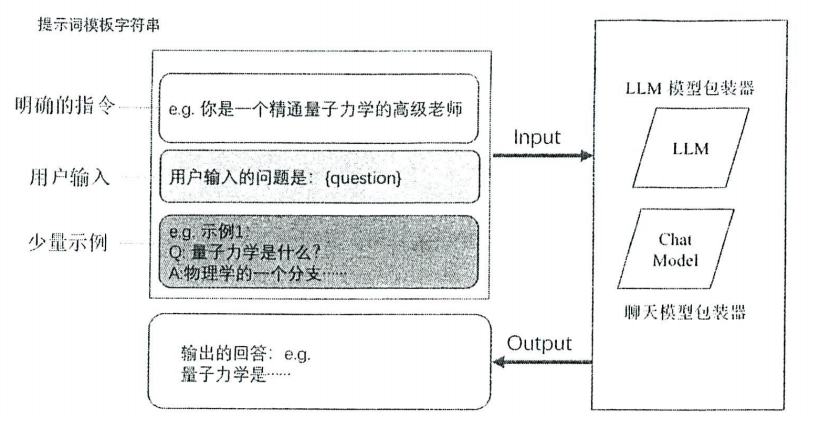 提示词模板字符串
明确的指令
e.g. 你是一个精通量子力学的高级老师
用户输入
用户输入的问题是：{question}
少量示例
e.g. 示例1：
Q: 量子力学是什么？
A:物理学的一个分支……
Input
LLM 模型包装器
LLM
Chat
Model
聊天模型包装器
Output
输出的回答：e.g.
量子力学是……